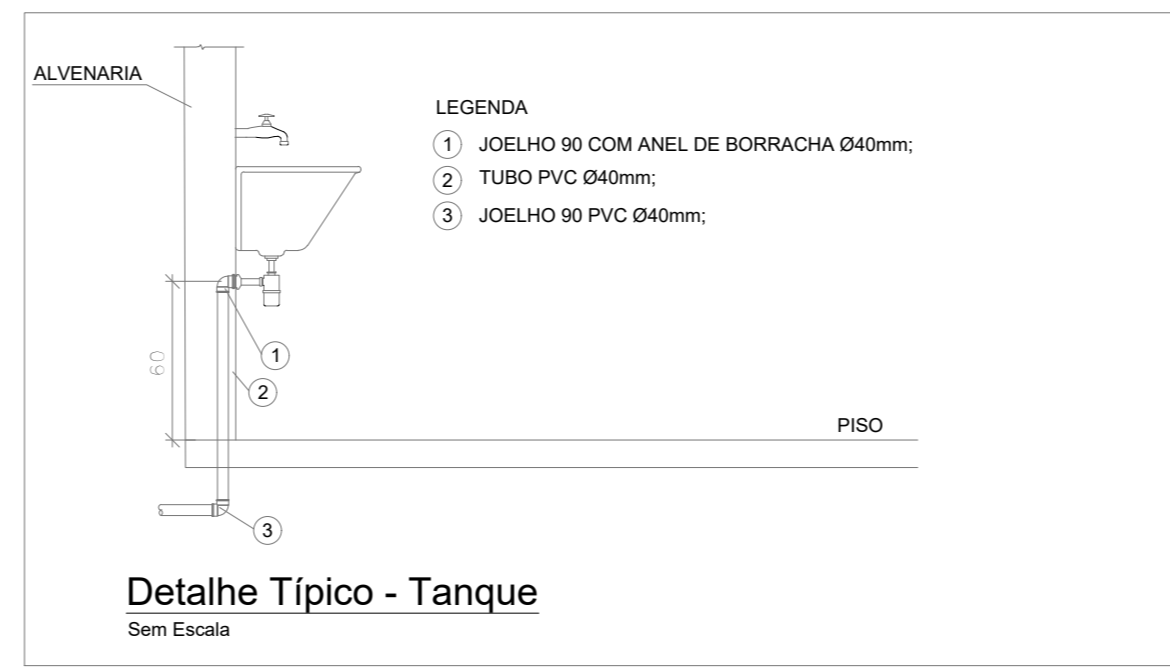 ALVENARIA
LEGENDA
1 JOELHO 90 COM ANEL DE BORRACHA Ø40mm;
2 TUBO PVC Ø40mm;
3 JOELHO 90 PVC Ø40mm;
60
1
2
PISO
3
Detalhe Típico - Tanque
Sem Escala